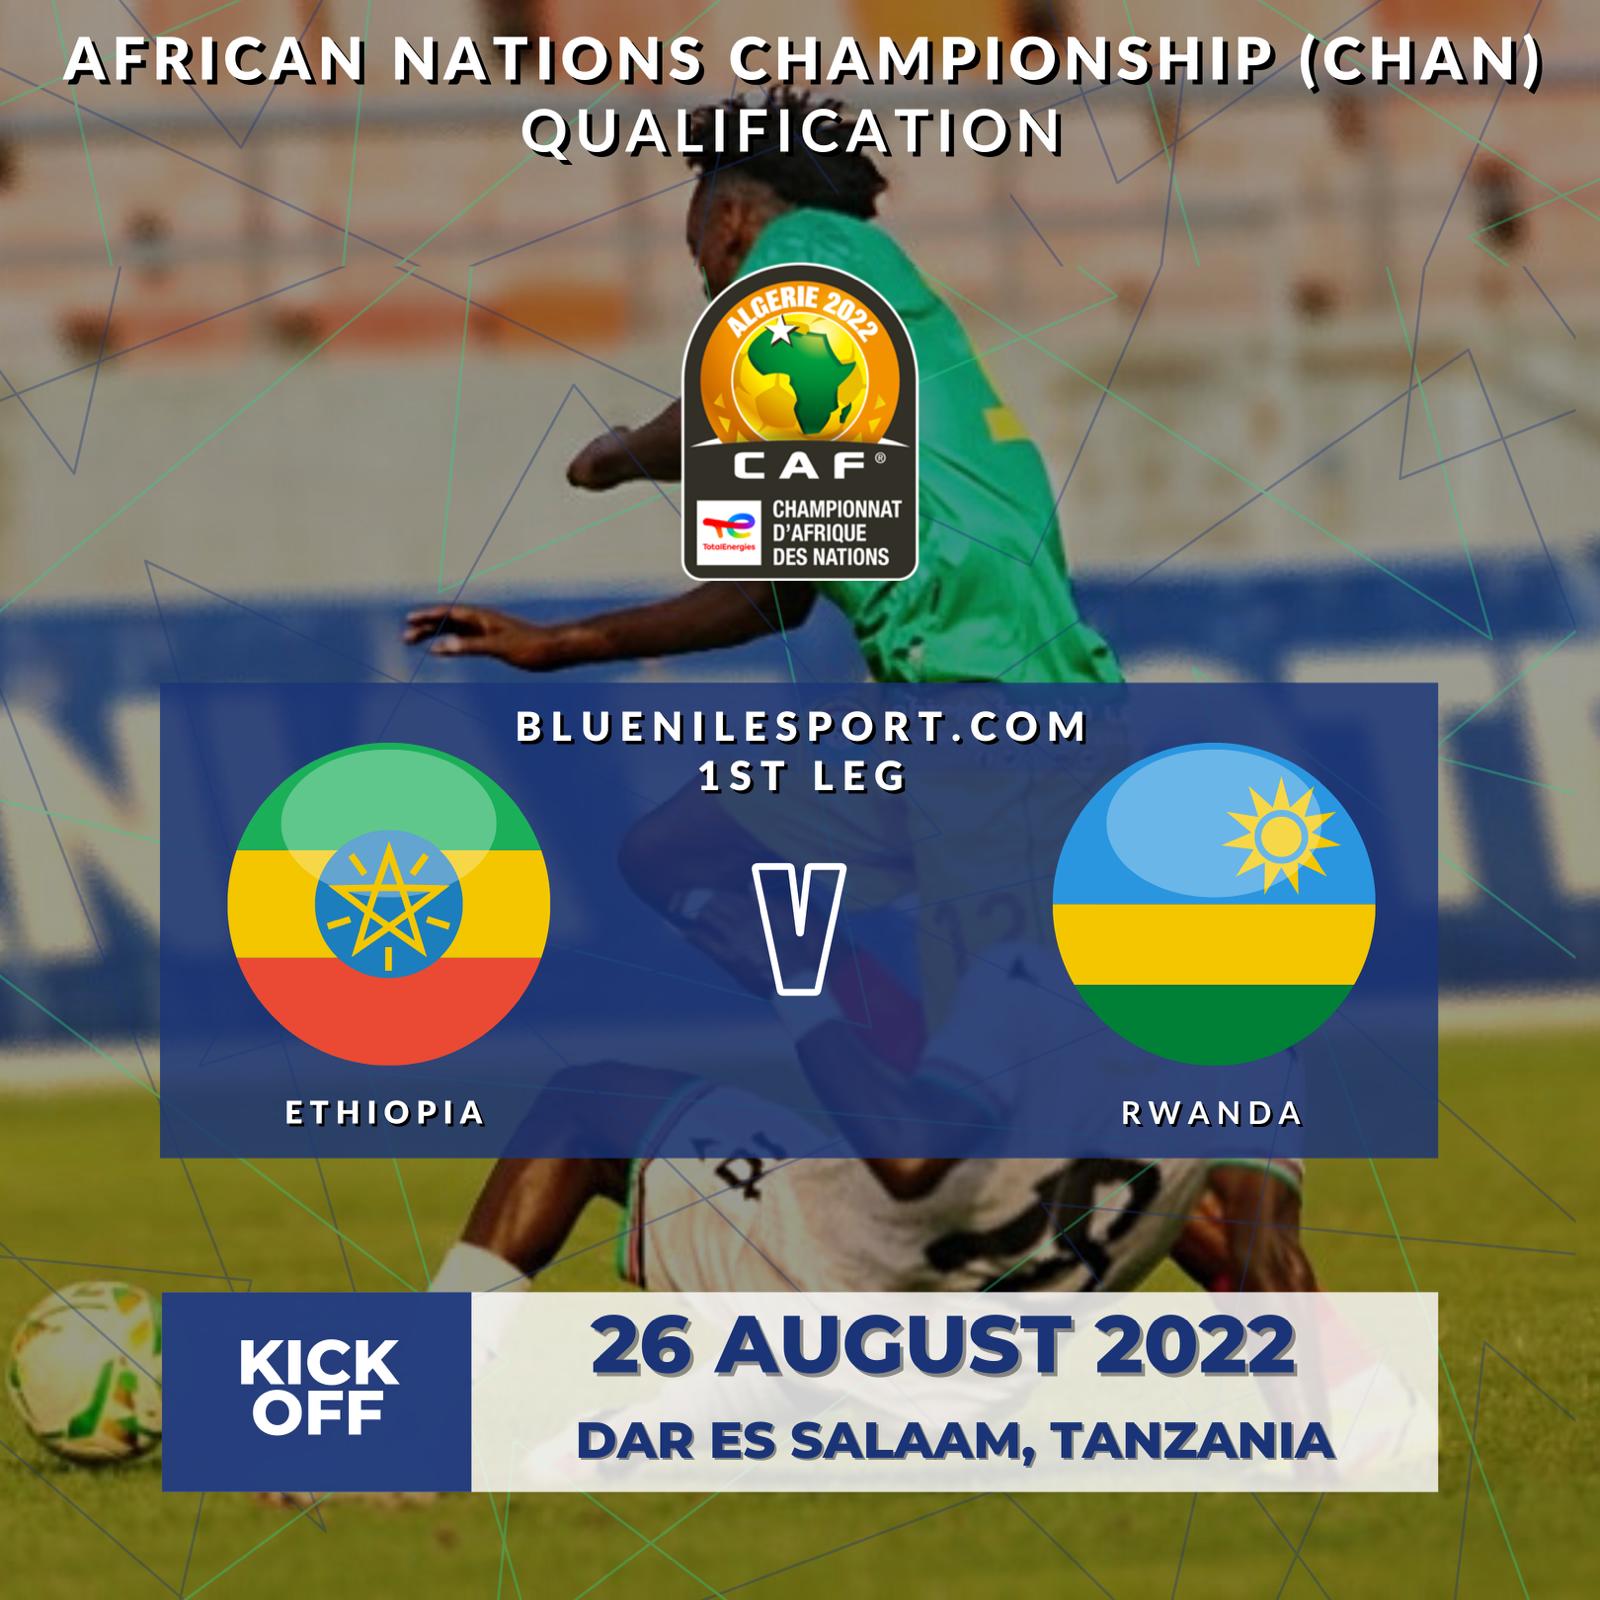 AFRICAN NATIONS CHAMPIONSHIP (CHAN)
QUALIFICATION
ALGERIE 2022
CAF®
TotalEnergies
CHAMPIONNAT
D'AFRIQUE
DES NATIONS
BLUENILESPORT.COM
1ST LEG
V
ETHIOPIA
RWANDA
KICK
OFF
26 AUGUST 2022
DAR ES SALAAM, TANZANIA